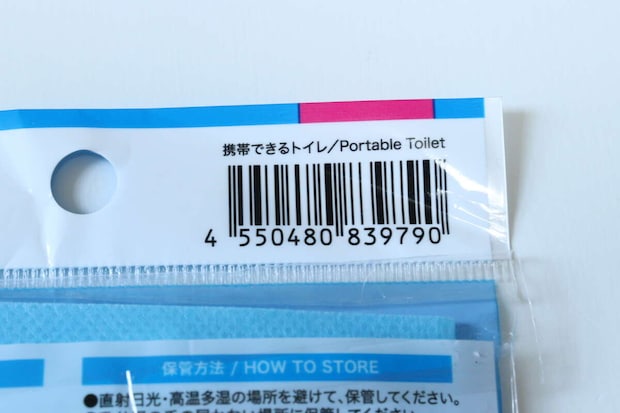 携帯できるトイレ/Portable Toilet
4 550480 839790
保管方法 / HOW TO STORE
●直射日光・高温多湿の場所を避けて、保管してください。